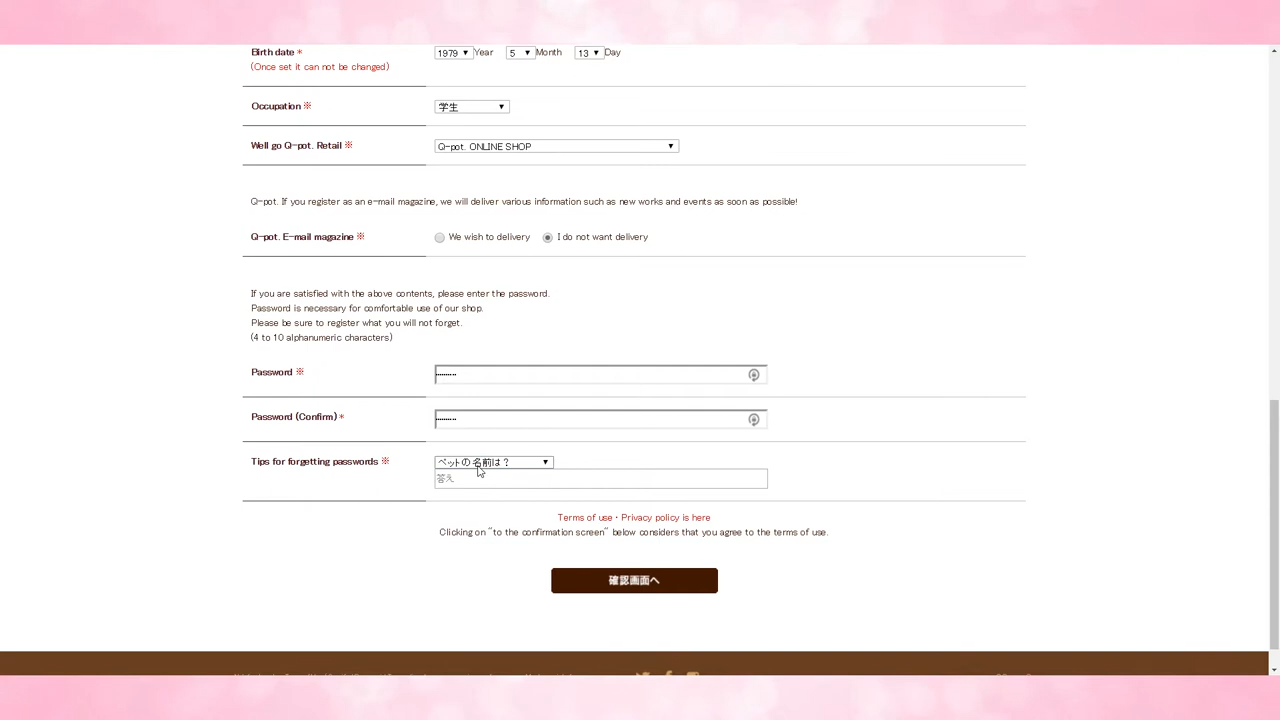 Birth date * 1979 Year 5 Month 13 Day
(Once set it can not be changed)
Occupation ※ 学生
Well go Q-pot. Retail ※ Q-pot. ONLINE SHOP
Q-pot. If you register as an e-mail magazine, we will deliver various information such as new works and events as soon as possible!
Q-pot. E-mail magazine ※ We wish to delivery I do not want delivery
If you are satisfied with the above contents, please enter the password.
Password is necessary for comfortable use of our shop.
Please be sure to register what you will not forget.
(4 to 10 alphanumeric characters)
Password ※
Password (Confirm) *
Tips for forgetting passwords ※ ペットの名前は？
答え
Terms of use・Privacy policy is here
Clicking on "to the confirmation screen" below considers that you agree to the terms of use.
確認画面へ